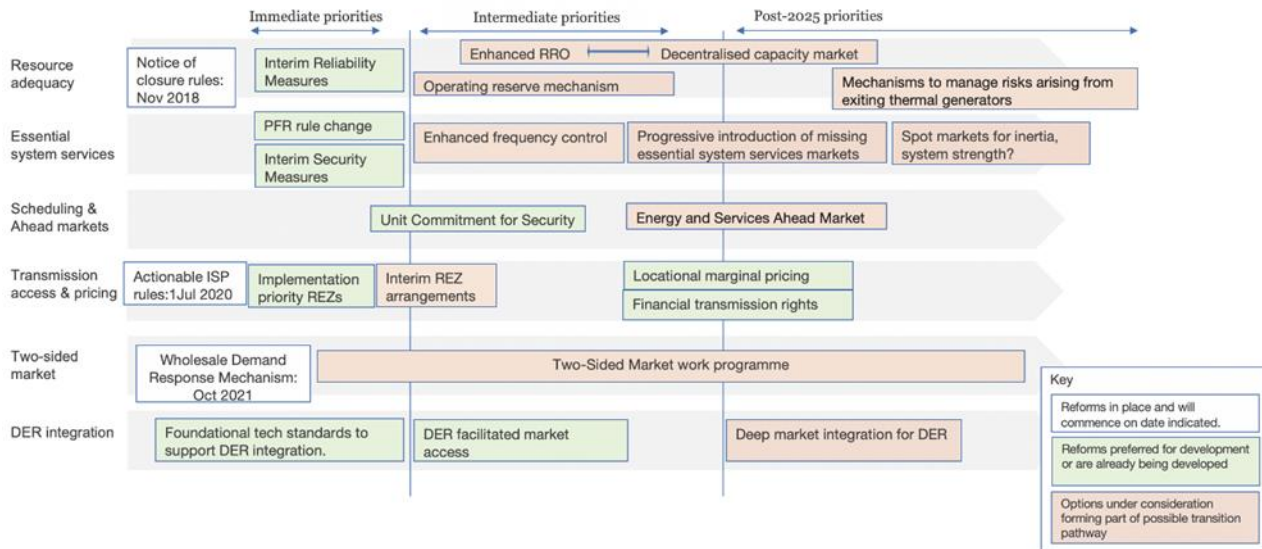 Immediate priorities
Intermediate priorities
Post-2025 priorities
Resource
adequacy
Notice of
closure rules:
Nov 2018
Interim Reliability
Measures
Enhanced RRO
Decentralised capacity market
Operating reserve mechanism
Mechanisms to manage risks arising from
exiting thermal generators
Essential
system services
PFR rule change
Interim Security
Measures
Enhanced frequency control
Progressive introduction of missing
essential system services markets
Spot markets for inertia,
system strength?
Scheduling &
Ahead markets
Unit Commitment for Security
Energy and Services Ahead Market
Transmission
access & pricing
Actionable ISP
rules:1Jul 2020
Implementation
priority REZs
Interim REZ
arrangements
Locational marginal pricing
Financial transmission rights
Two-sided
market
Wholesale Demand
Response Mechanism:
Oct 2021
Two-Sided Market work programme
DER integration
Foundational tech standards to
support DER integration.
DER facilitated market
access
Deep market integration for DER
Key
Reforms in place and will
commence on date indicated.
Reforms preferred for development
or are already being developed
Options under consideration
forming part of possible transition
pathway